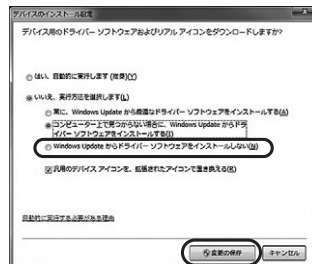 デバイスのインストール設定
デバイス用のドライバー ソフトウェアおよびリアル アイコンをダウンロードしますか?
はい、自動的に実行します (推奨)(Y)
いいえ、実行方法を選択します(L)
常に、Windows Update から最適なドライバー ソフトウェアをインストールする(A)
コンピューター上で見つからない場合に、Windows Update からドラ
イバー ソフトウェアをインストールする(I)
Windows Update からドライバー ソフトウェアをインストールしない(N)
汎用のデバイス アイコンを、拡張されたアイコンで置き換える(R)
自動的に実行する必要がある理由
変更の保存
キャンセル